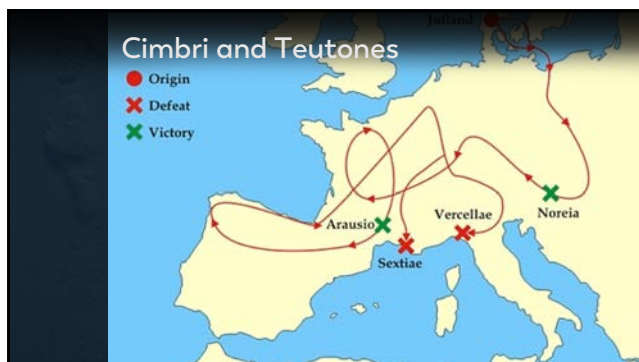 Jutland
Cimbri and Teutones
Origin
Defeat
Victory
Arausio
Vercellae
Noreia
Sextiae